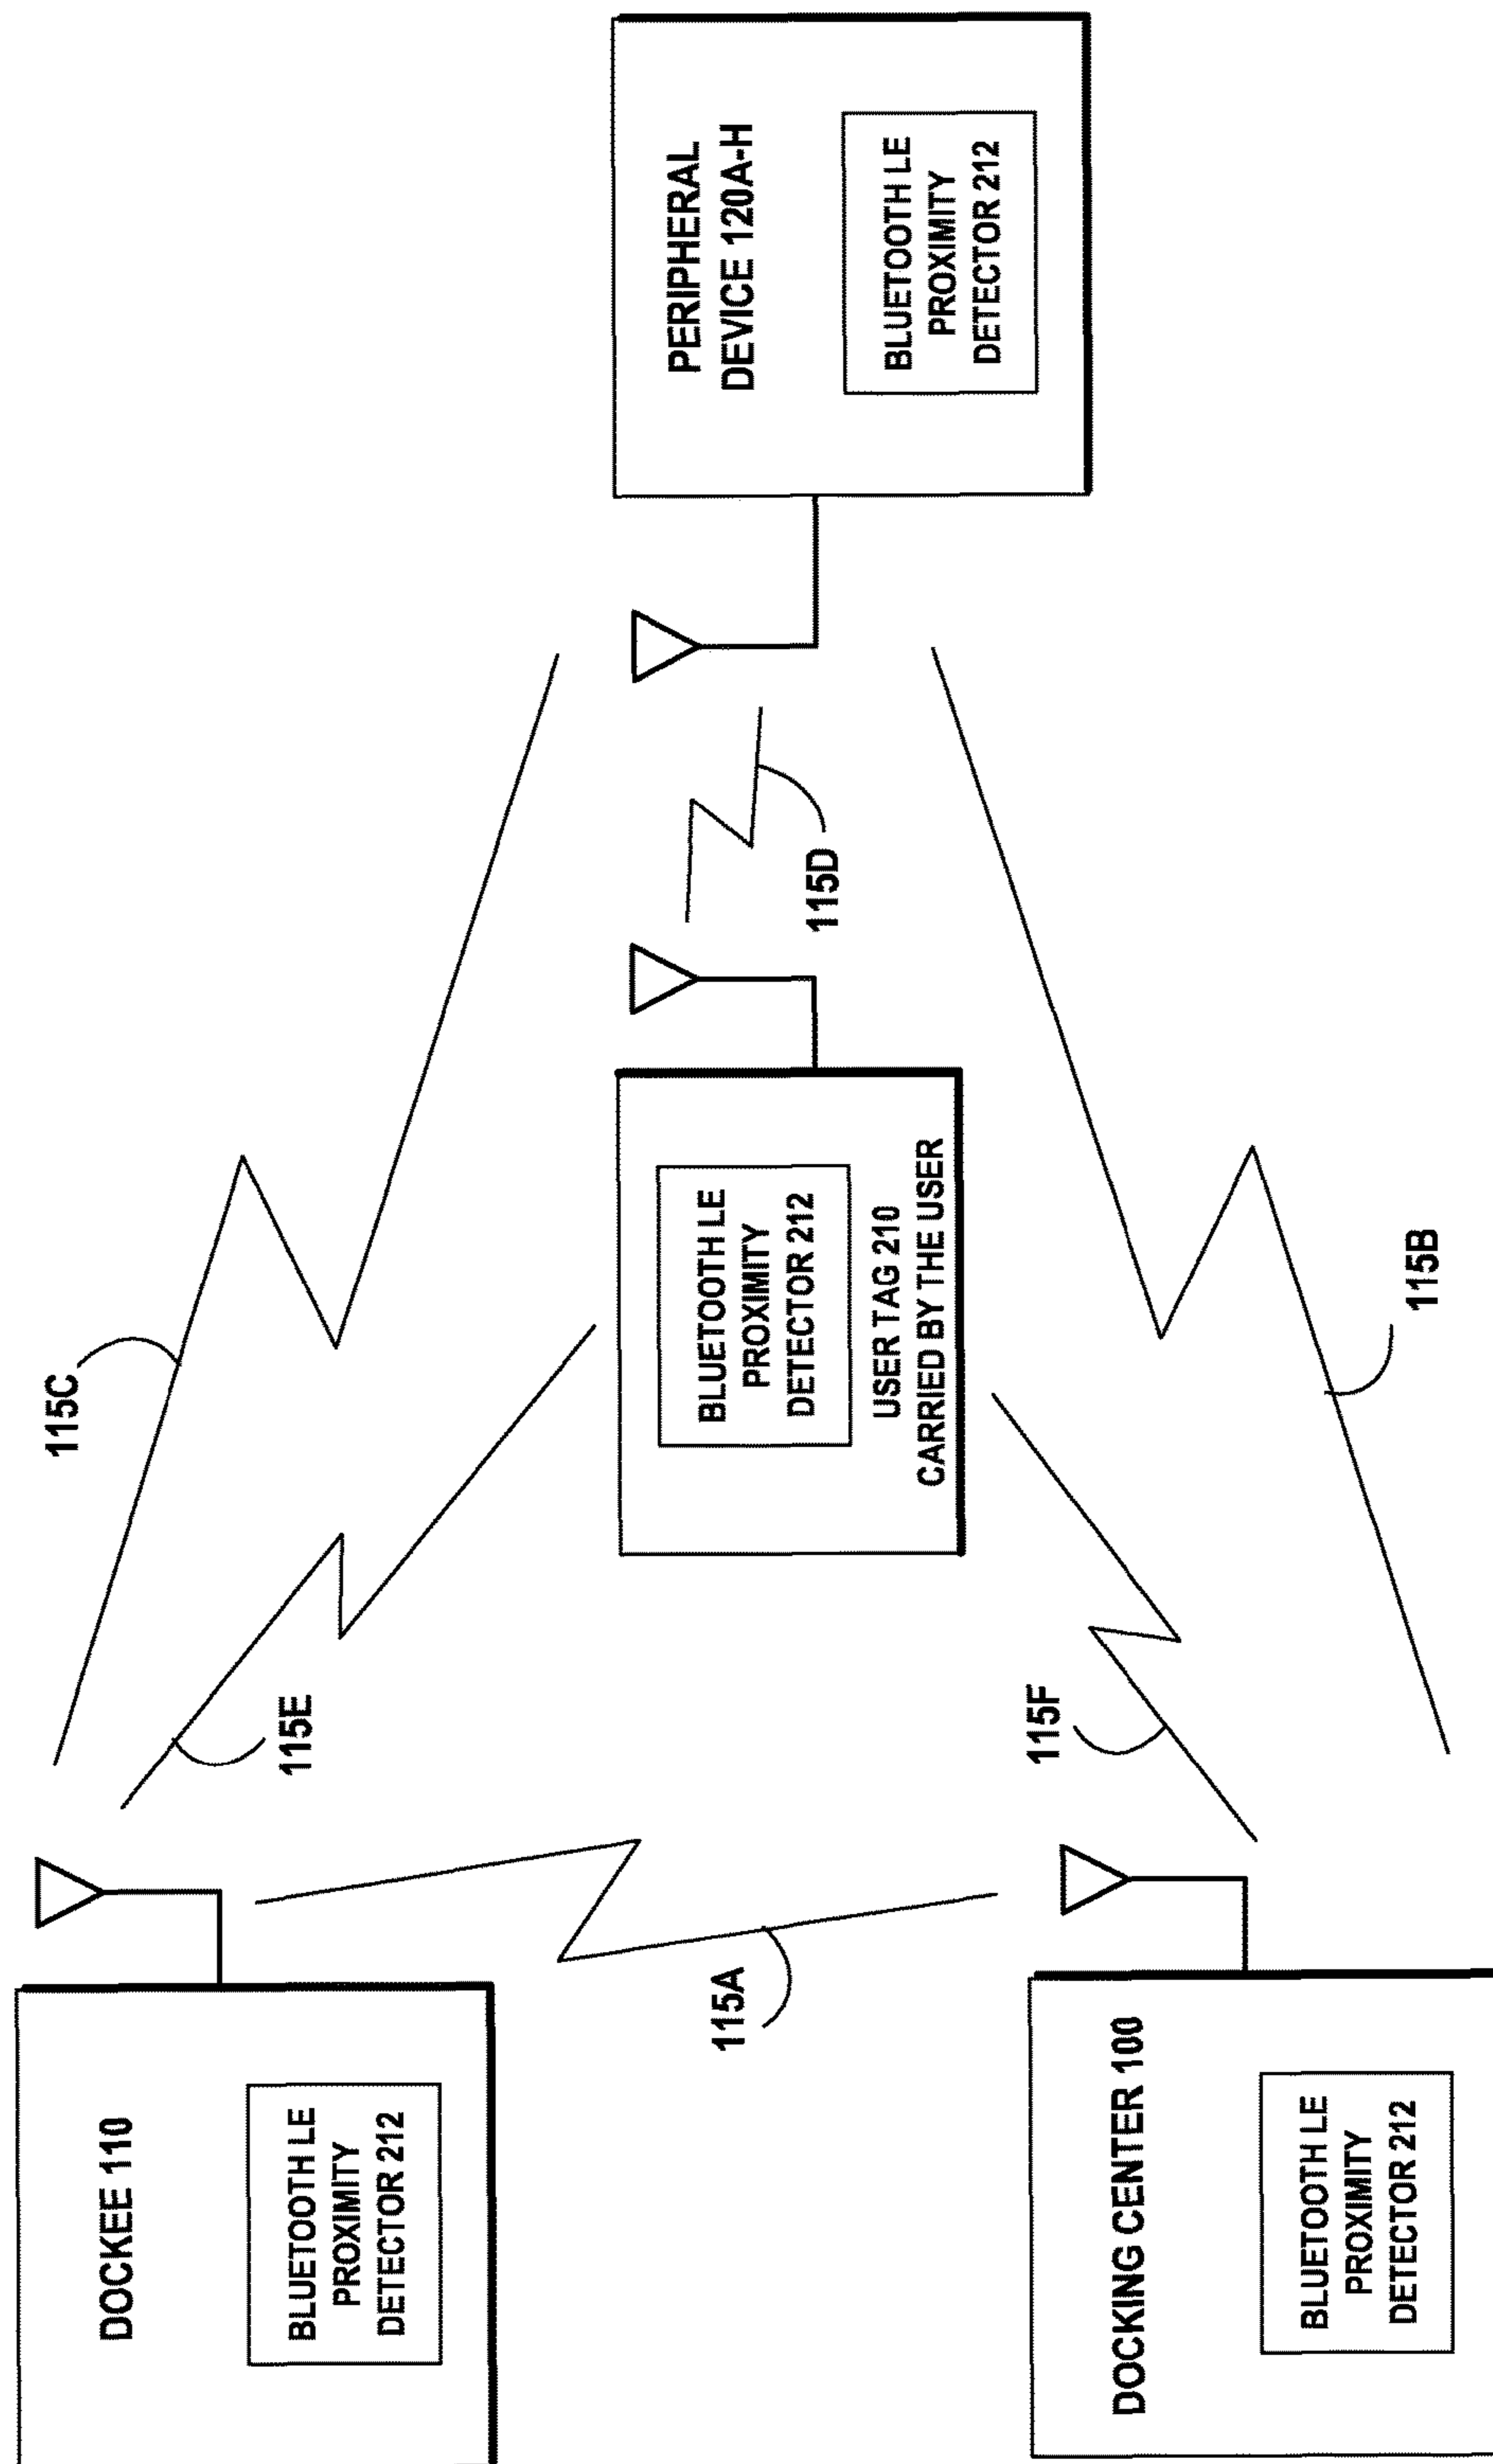 DOCKEE 110
BLUETOOTH LE
PROXIMITY
DETECTOR 212
115C
115E
115A
BLUETOOTH LE
PROXIMITY
DETECTOR 212
USER TAG 210
CARRIED BY THE USER
115D
PERIPHERAL
DEVICE 120A-H
BLUETOOTH LE
PROXIMITY
DETECTOR 212
DOCKING CENTER 100
BLUETOOTH LE
PROXIMITY
DETECTOR 212
115F
115B